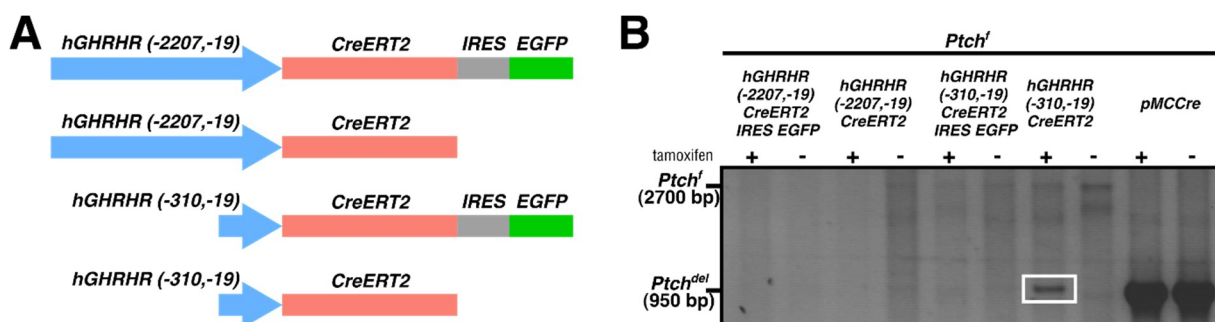 A
hGHRHR (-2207,-19) CreERT2 IRES EGFP
hGHRHR (-2207,-19) CreERT2
hGHRHR (-310,-19) CreERT2 IRES EGFP
hGHRHR (-310,-19) CreERT2
B
Ptchᶠ
hGHRHR
(-2207,-19)
CreERT2
IRES EGFP
hGHRHR
(-2207,-19)
CreERT2
hGHRHR
(-310,-19)
CreERT2
IRES EGFP
hGHRHR
(-310,-19)
CreERT2
pMCCre
tamoxifen + - + - + - + - + -
Ptchᶠ
(2700 bp)
Ptchᵈᵉˡ
(950 bp)